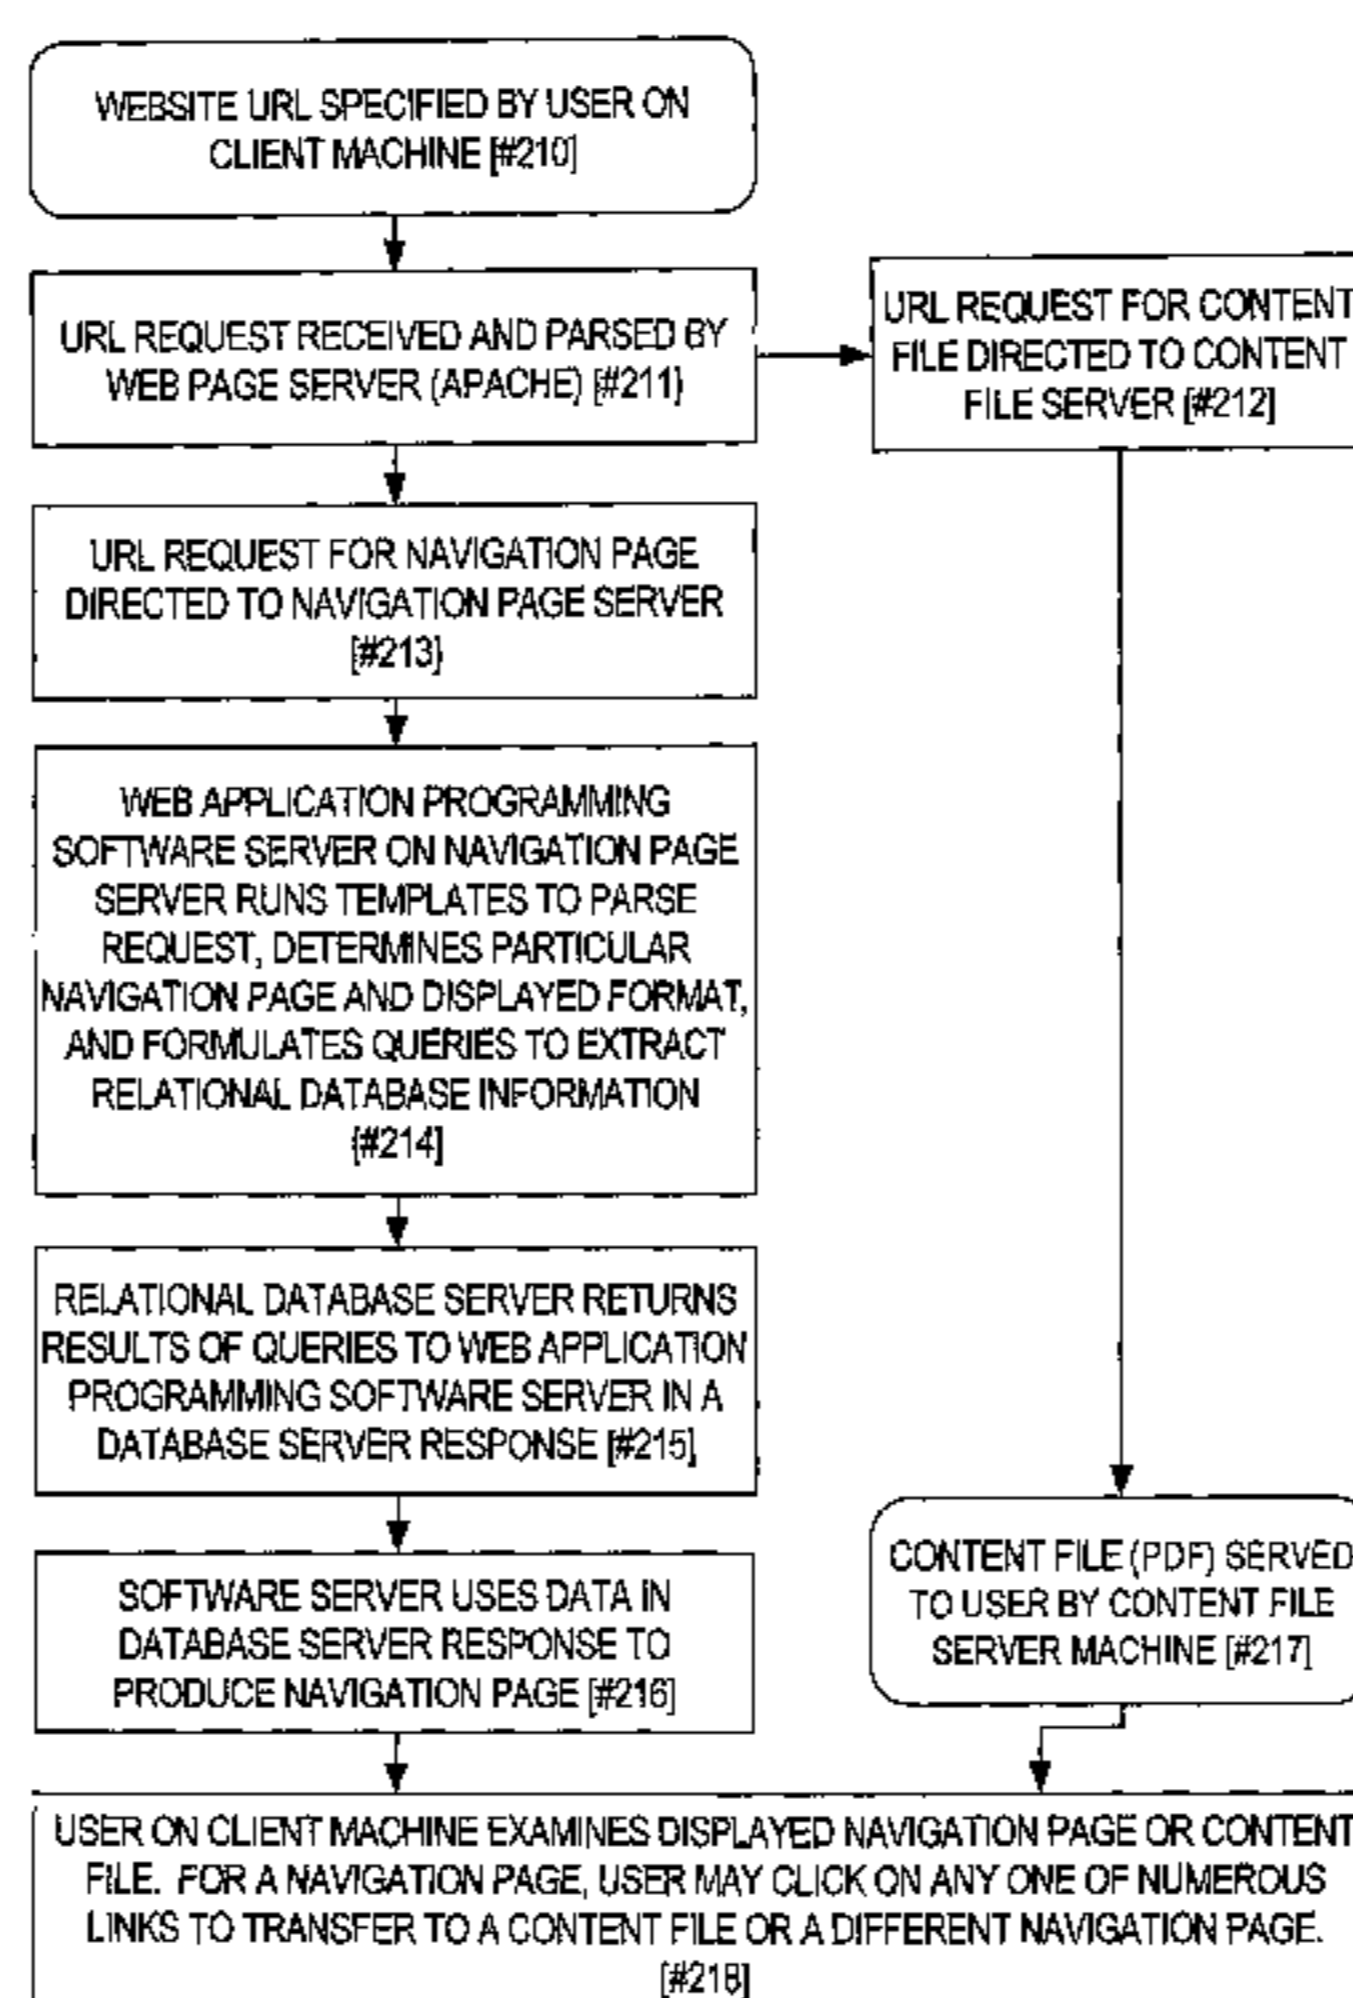 WEBSITE URL SPECIFIED BY USER ON
CLIENT MACHINE [#210]
URL REQUEST RECEIVED AND PARSED BY
WEB PAGE SERVER (APACHE) [#211}
URL REQUEST FOR CONTENT
FILE DIRECTED TO CONTENT
FILE SERVER [#212]
URL REQUEST FOR NAVIGATION PAGE
DIRECTED TO NAVIGATION PAGE SERVER
[#213}
WEB APPLICATION PROGRAMMING
SOFTWARE SERVER ON NAVIGATION PAGE
SERVER RUNS TEMPLATES TO PARSE
REQUEST, DETERMINES PARTICULAR
NAVIGATION PAGE AND DISPLAYED FORMAT,
AND FORMULATES QUERIES TO EXTRACT
RELATIONAL DATABASE INFORMATION
{#214]
RELATIONAL DATABASE SERVER RETURNS
RESULTS OF QUERIES TO WEB APPLICATION
PROGRAMMING SOFTWARE SERVER IN A
DATABASE SERVER RESPONSE [#215]
SOFTWARE SERVER USES DATA IN
DATABASE SERVER RESPONSE TO
PRODUCE NAVIGATION PAGE [#216]
CONTENT FILE (PDF) SERVED
TO USER BY CONTENT FILE
SERVER MACHINE [#217]
USER ON CLIENT MACHINE EXAMINES DISPLAYED NAVIGATION PAGE OR CONTENT
FILE. FOR A NAVIGATION PAGE, USER MAY CLICK ON ANY ONE OF NUMEROUS
LINKS TO TRANSFER TO A CONTENT FILE OR A DIFFERENT NAVIGATION PAGE.
[#218]